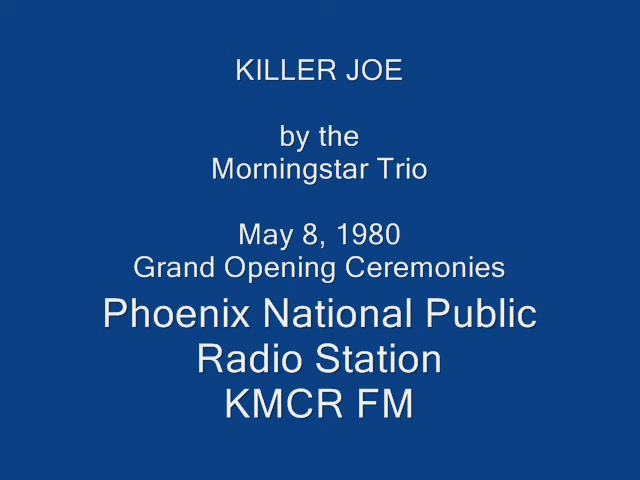 KILLER JOE
by the
Morningstar Trio
May 8, 1980
Grand Opening Ceremonies
Phoenix National Public
Radio Station
KMCR FM